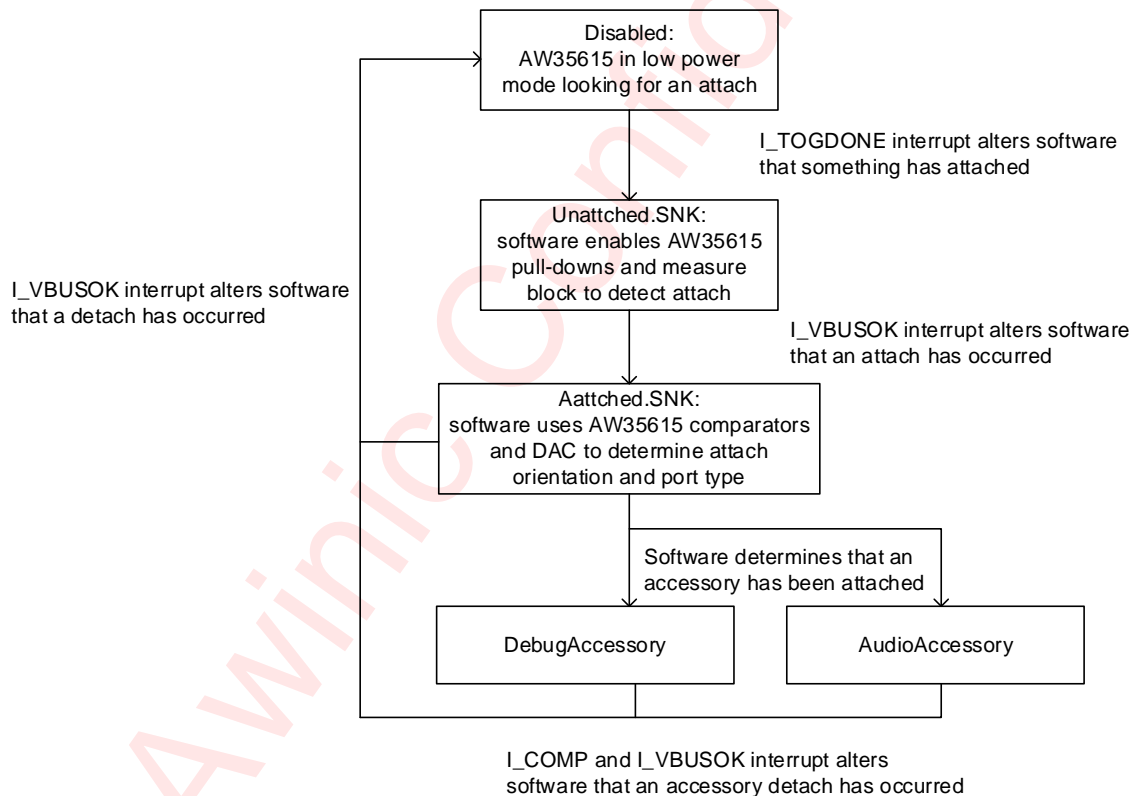 Disabled:
AW35615 in low power
mode looking for an attach
I_TOGDONE interrupt alters software
that something has attached
Unattched.SNK:
software enables AW35615
pull-downs and measure
block to detect attach
I_VBUSOK interrupt alters software
that a detach has occurred
I_VBUSOK interrupt alters software
that an attach has occurred
Aattched.SNK:
software uses AW35615 comparators
and DAC to determine attach
orientation and port type
Software determines that an
accessory has been attached
DebugAccessory
AudioAccessory
I_COMP and I_VBUSOK interrupt alters
software that an accessory detach has occurred
Awinic Confid